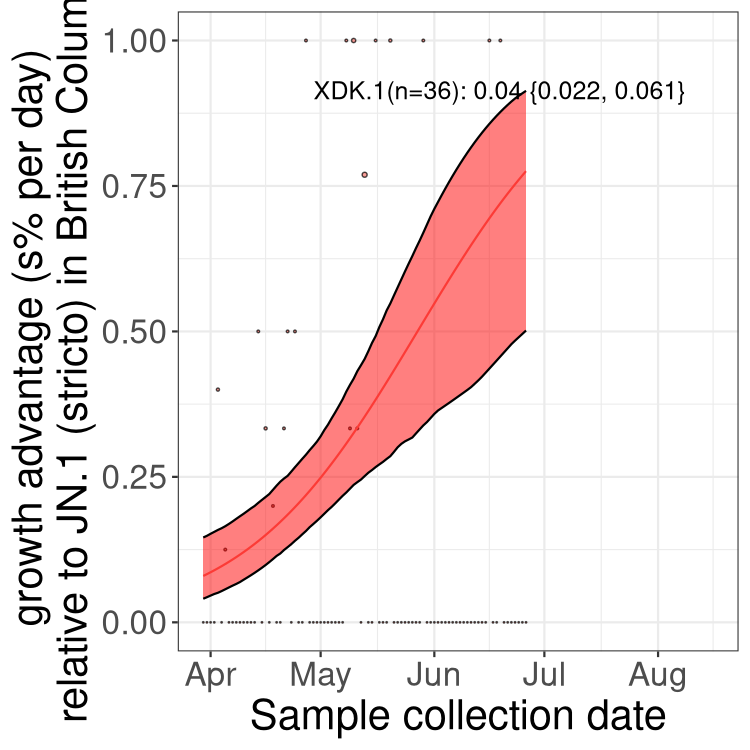 growth advantage (s% per day)
relative to JN.1 (stricto) in British Colum
1.00
0.75
0.50
0.25
0.00
XDK.1(n=36): 0.04 {0.022, 0.061}
Apr May Jun Jul Aug
Sample collection date